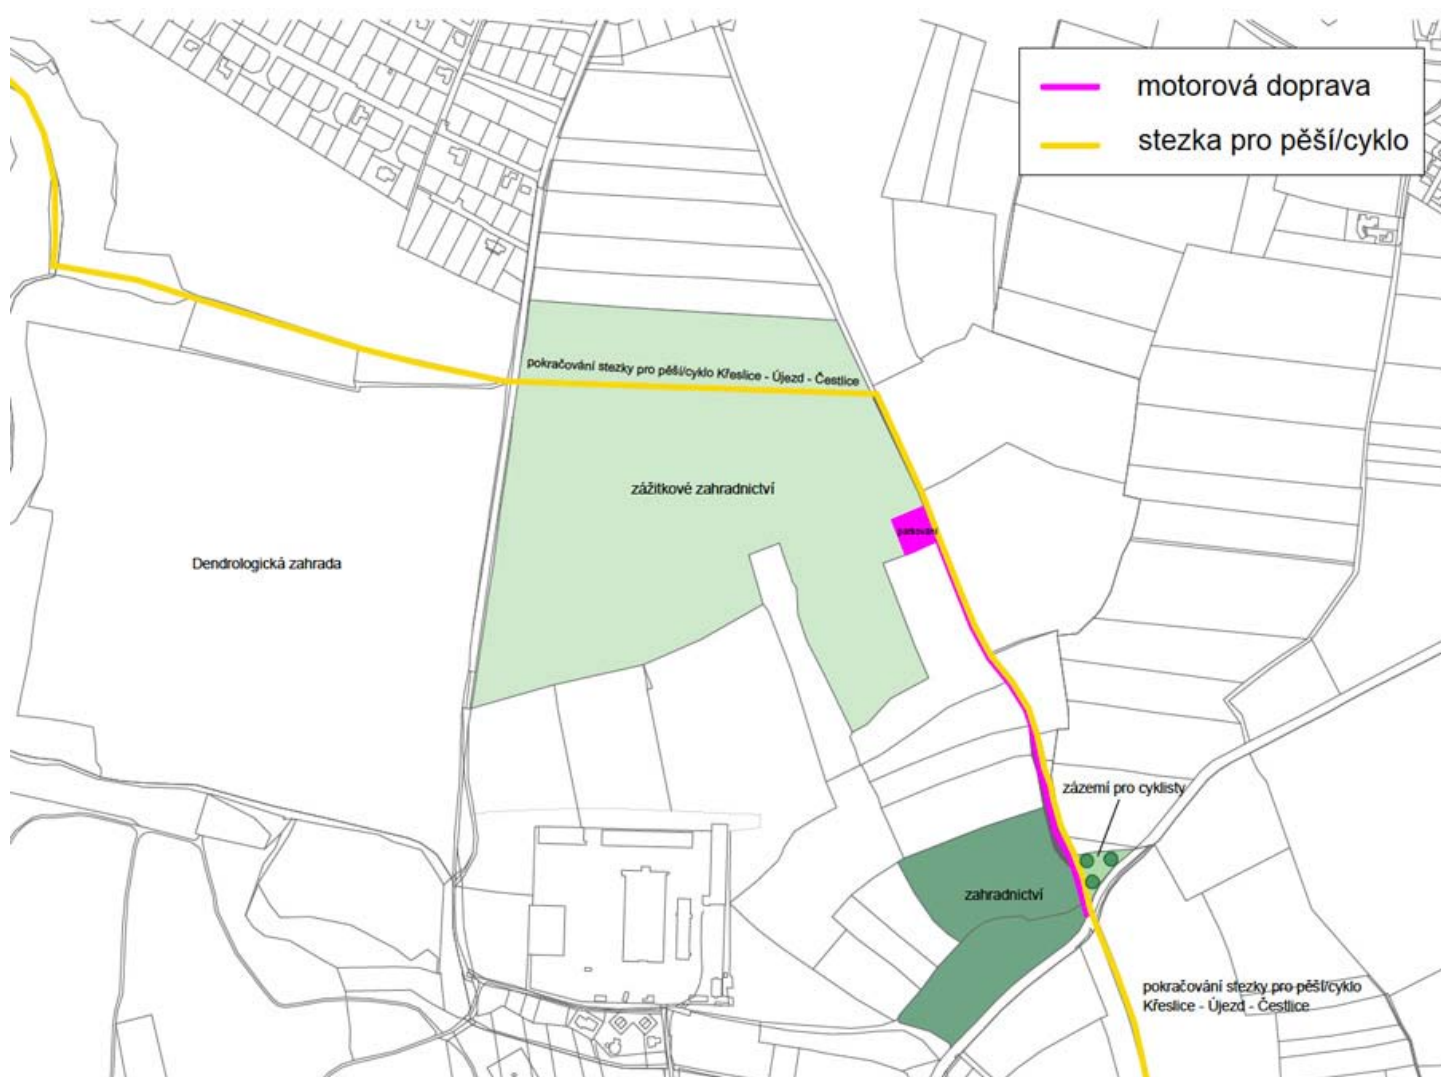 motorová doprava
stezka pro pěší/cyklo
pokračování stezky pro pěší/cyklo Křeslice - Újezd - Čestlice
zážitkové zahradnictví
parkování
Dendrologická zahrada
zázemí pro cyklisty
zahradnictví
pokračování stezky pro pěší/cyklo
Křeslice - Újezd - Čestlice